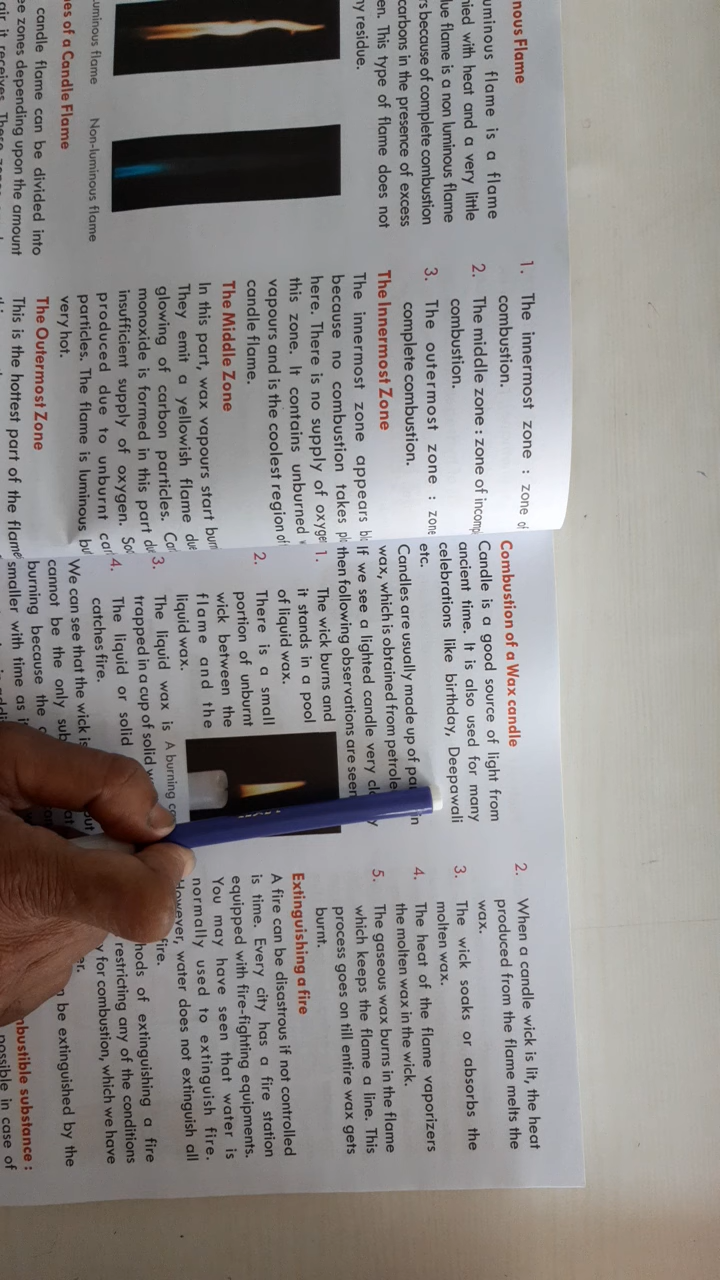 nous Flame
uminous flame is a flame
nied with heat and a very little
lue flame is a non luminous flame
rs because of complete combustion
carbons in the presence of excess
en. This type of flame does not
ny residue.
uminous flame Non-luminous flame
es of a Candle Flame
candle flame can be divided into
ee zones depending upon the amount
air it receives. These zones
1. The innermost zone : zone of
combustion.
2. The middle zone : zone of incomp
combustion.
3. The outermost zone : zone
complete combustion.
The Innermost Zone
The innermost zone appears bl
because no combustion takes pl
here. There is no supply of oxyge
this zone. It contains unburned
vapours and is the coolest region of
candle flame.
The Middle Zone
In this part, wax vapours start burn
They emit a yellowish flame due
glowing of carbon particles. Car
monoxide is formed in this part due
insufficient supply of oxygen. So
produced due to unburnt car
particles. The flame is luminous bu
very hot.
The Outermost Zone
This is the hottest part of the flame
Combustion of a Wax candle
Candle is a good source of light from
ancient time. It is also used for many
celebrations like birthday, Deepawali
etc.
Candles are usually made up of pa in
wax, which is obtained from petrole
If we see a lighted candle very cl y
then following observations are seen
1. The wick burns and
it stands in a pool
of liquid wax.
2. There is a small
portion of unburnt
wick between the
flame and the
liquid wax.
3. The liquid wax is
trapped in a cup of solid w
A burning ca
4. The liquid or solid
catches fire.
We can see that the wick is but
cannot be the only sub at
burning because the c an
smaller with time as i
2. When a candle wick is lit, the heat
produced from the flame melts the
wax.
3. The wick soaks or absorbs the
molten wax.
4. The heat of the flame vaporizers
the molten wax in the wick.
5. The gaseous wax burns in the flame
which keeps the flame a line. This
process goes on till entire wax gets
burnt.
Extinguishing a fire
A fire can be disastrous if not controlled
is time. Every city has a fire station
equipped with fire-fighting equipments.
You may have seen that water is
normally used to extinguish fire.
However, water does not extinguish all
fire.
hods of extinguishing a fire
restricting any of the conditions
y for combustion, which we have
er.
n be extinguished by the
mbustible substance :
possible in case of